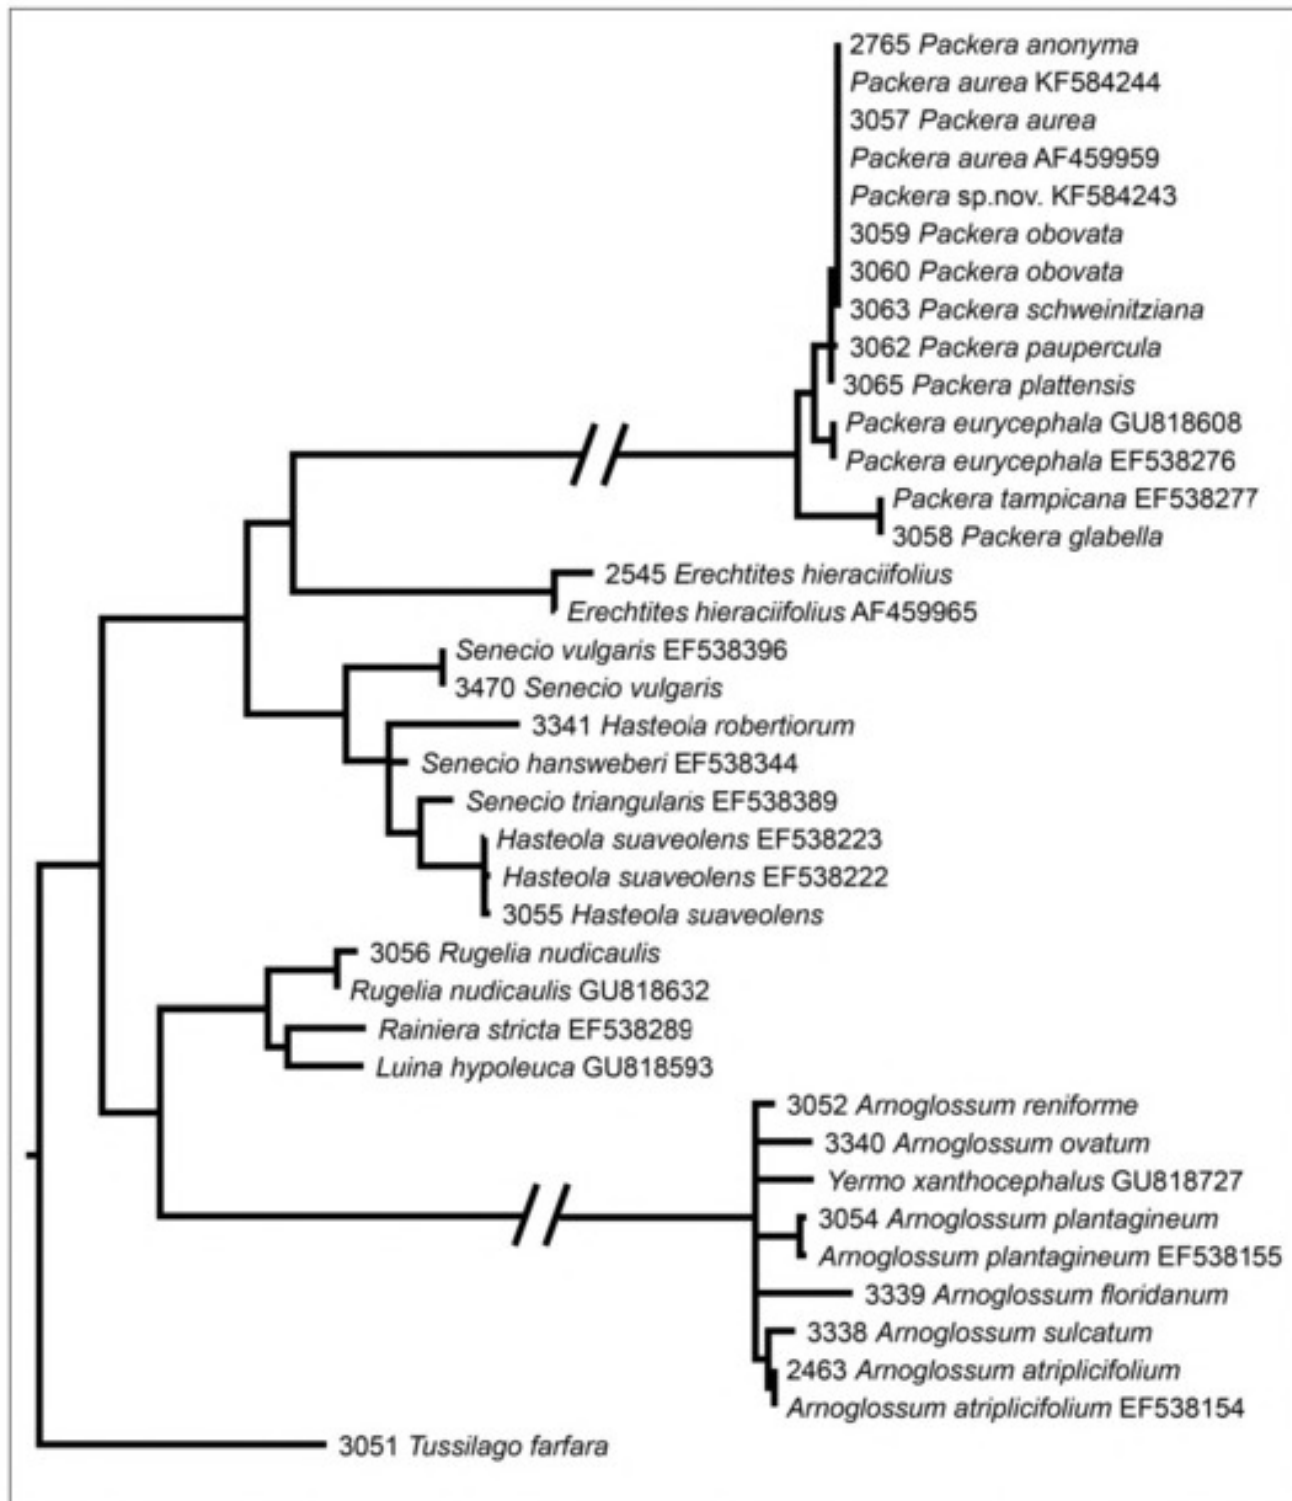 2765 Packera anonyma
Packera aurea KF584244
3057 Packera aurea
Packera aurea AF459959
Packera sp.nov. KF584243
3059 Packera obovata
3060 Packera obovata
3063 Packera schweinitziana
3062 Packera paupercula
3065 Packera plattensis
Packera eurycephala GU818608
Packera eurycephala EF538276
Packera tampicana EF538277
3058 Packera glabella
2545 Erechtites hieraciifolius
Erechtites hieraciifolius AF459965
Senecio vulgaris EF538396
3470 Senecio vulgaris
3341 Hasteola robertiorum
Senecio hansweberi EF538344
Senecio triangularis EF538389
Hasteola suaveolens EF538223
Hasteola suaveolens EF538222
3055 Hasteola suaveolens
3056 Rugelia nudicaulis
Rugelia nudicaulis GU818632
Rainiera stricta EF538289
Luina hypoleuca GU818593
3052 Arnoglossum reniforme
3340 Arnoglossum ovatum
Yermo xanthocephalus GU818727
3054 Arnoglossum plantagineum
Arnoglossum plantagineum EF538155
3339 Arnoglossum floridanum
3338 Arnoglossum sulcatum
2463 Arnoglossum atriplicifolium
Arnoglossum atriplicifolium EF538154
3051 Tussilago farfara